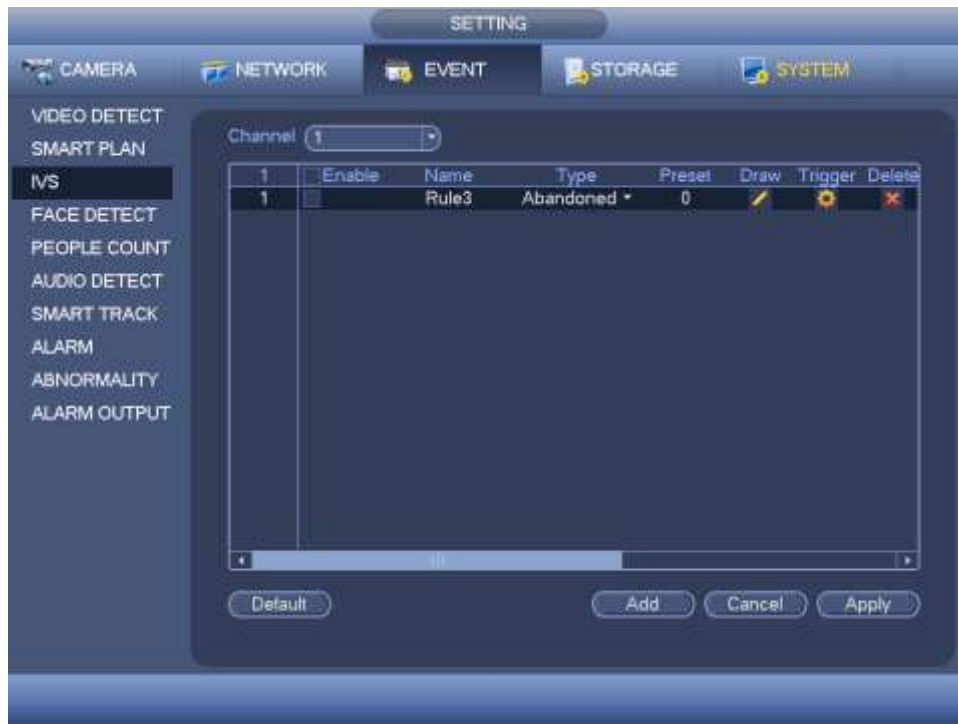 SETTING
CAMERA NETWORK EVENT STORAGE SYSTEM
VIDEO DETECT
SMART PLAN
IVS
FACE DETECT
PEOPLE COUNT
AUDIO DETECT
SMART TRACK
ALARM
ABNORMALITY
ALARM OUTPUT
Channel 1
1 Enable Name Type Preset Draw Trigger Delete
1 Rule3 Abandoned 0
Default Add Cancel Apply